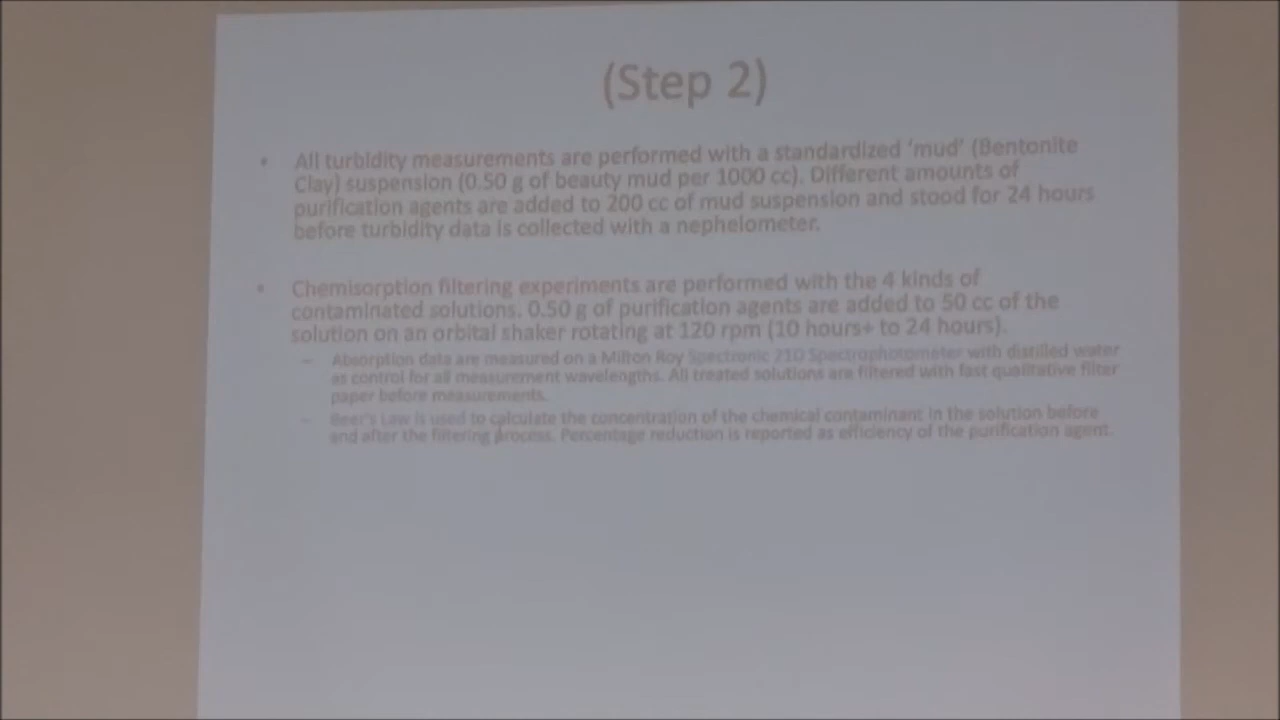 (Step 2)
• All turbidity measurements are performed with a standardized 'mud' (Bentonite
Clay) suspension (0.50 g of beauty mud per 1000 cc). Different amounts of
purification agents are added to 200 cc of mud suspension and stood for 24 hours
before turbidity data is collected with a nephelometer.
• Chemisorption filtering experiments are performed with the 4 kinds of
contaminated solutions. 0.50 g of purification agents are added to 50 cc of the
solution on an orbital shaker rotating at 120 rpm (10 hours+ to 24 hours).
– Absorption data are measured on a Milton Roy Spectronic 21D Spectrophotometer with distilled water
as control for all measurement wavelengths. All treated solutions are filtered with fast qualitative filter
paper before measurements.
– Beer's Law is used to calculate the concentration of the chemical contaminant in the solution before
and after the filtering process. Percentage reduction is reported as efficiency of the purification agent.